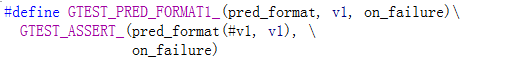 #define GTEST_PRED_FORMAT1_(pred_format, v1, on_failure)\
GTEST_ASSERT_(pred_format(#v1, v1), \
on_failure)